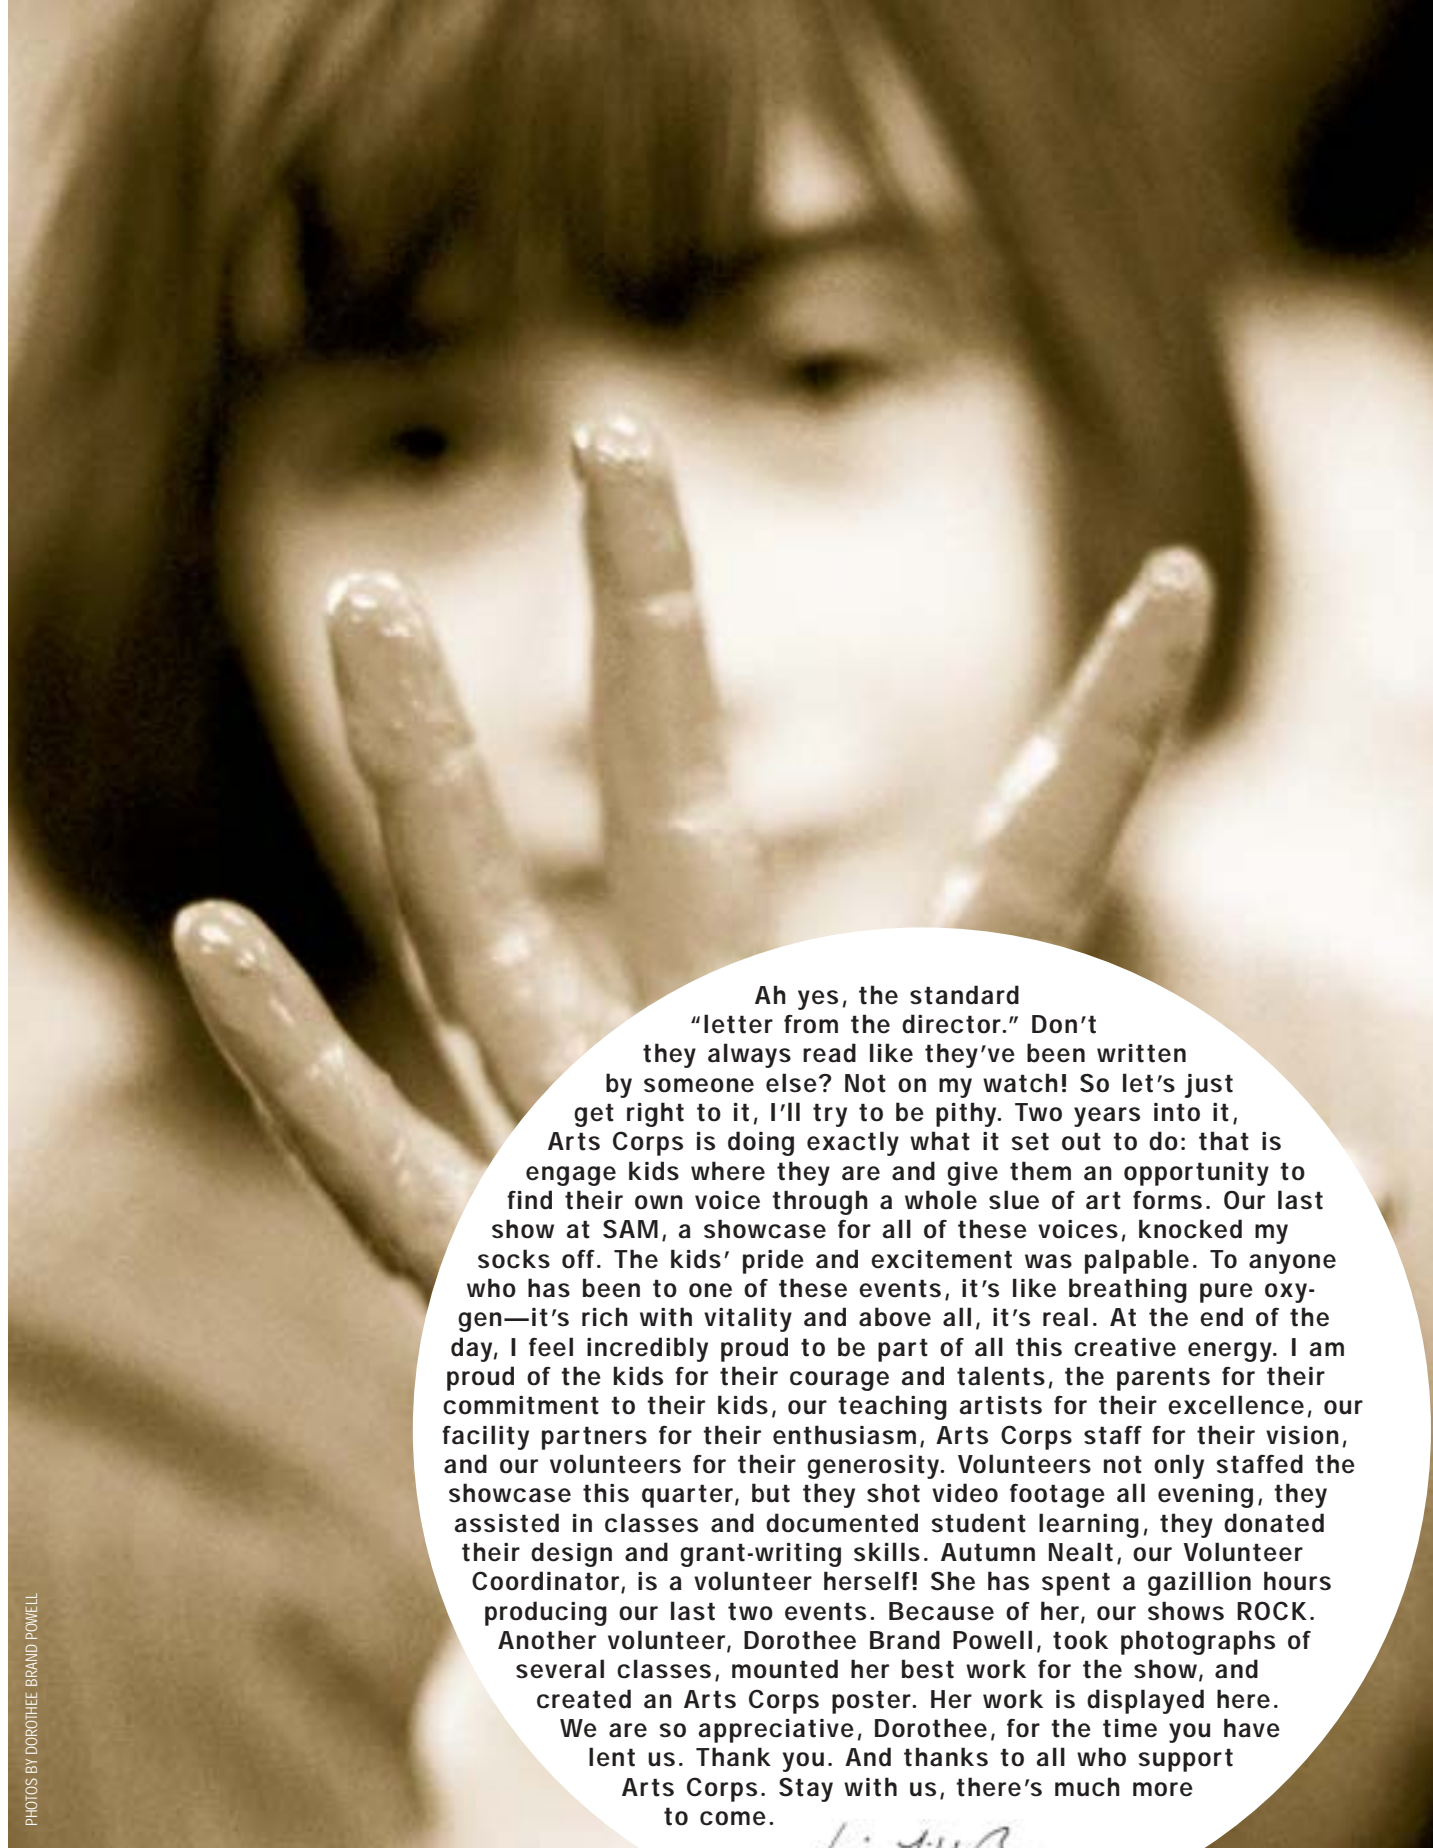 Ah yes, the standard
“letter from the director.” Don’t
they always read like they’ve been written
by someone else? Not on my watch! So let’s just
get right to it, I’ll try to be pithy. Two years into it,
Arts Corps is doing exactly what it set out to do: that is
engage kids where they are and give them an opportunity to
find their own voice through a whole slue of art forms. Our last
show at SAM, a showcase for all of these voices, knocked my
socks off. The kids’ pride and excitement was palpable. To anyone
who has been to one of these events, it’s like breathing pure oxy-
gen—it’s rich with vitality and above all, it’s real. At the end of the
day, I feel incredibly proud to be part of all this creative energy. I am
proud of the kids for their courage and talents, the parents for their
commitment to their kids, our teaching artists for their excellence, our
facility partners for their enthusiasm, Arts Corps staff for their vision,
and our volunteers for their generosity. Volunteers not only staffed the
showcase this quarter, but they shot video footage all evening, they
assisted in classes and documented student learning, they donated
their design and grant-writing skills. Autumn Nealt, our Volunteer
Coordinator, is a volunteer herself! She has spent a gazillion hours
producing our last two events. Because of her, our shows ROCK.
Another volunteer, Dorothee Brand Powell, took photographs of
several classes, mounted her best work for the show, and
created an Arts Corps poster. Her work is displayed here.
We are so appreciative, Dorothee, for the time you have
lent us. Thank you. And thanks to all who support
Arts Corps. Stay with us, there’s much more
to come.
PHOTOS BY DOROTHEE BRAND POWELL